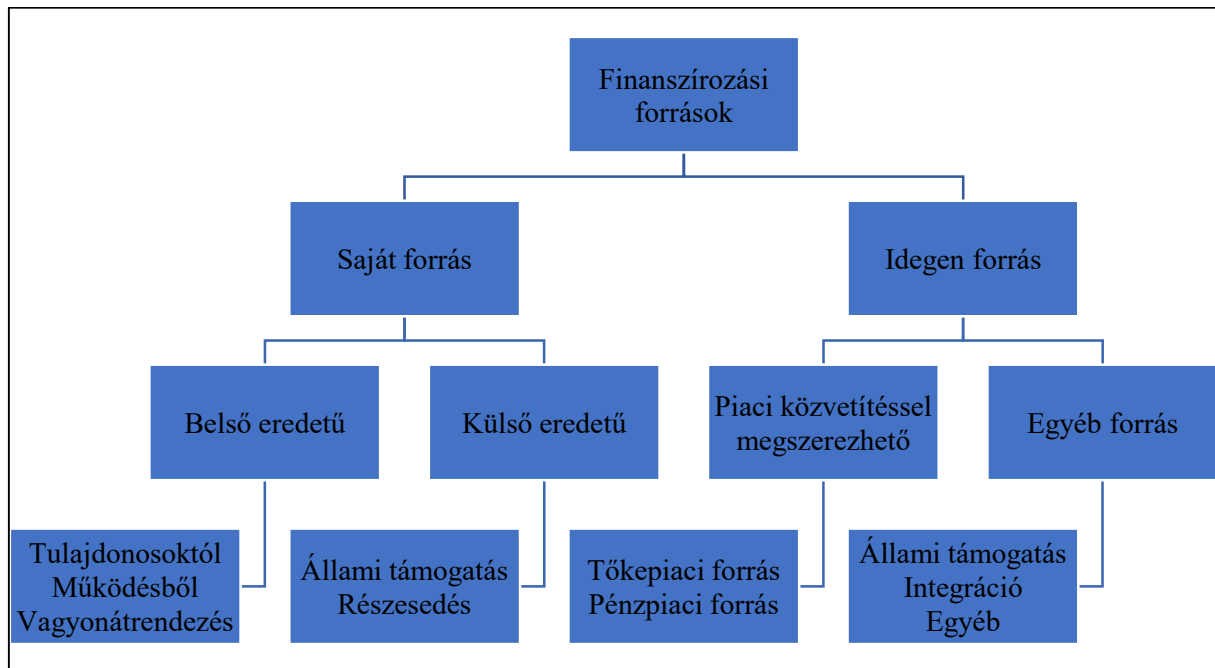 Finanszírozási
források
Saját forrás
Idegen forrás
Belső eredetű
Külső eredetű
Piaci közvetítéssel
megszerezhető
Egyéb forrás
Tulajdonosoktól
Működésből
Vagyonátrendezés
Állami támogatás
Részesedés
Tőkepiaci forrás
Pénzpiaci forrás
Állami támogatás
Integráció
Egyéb